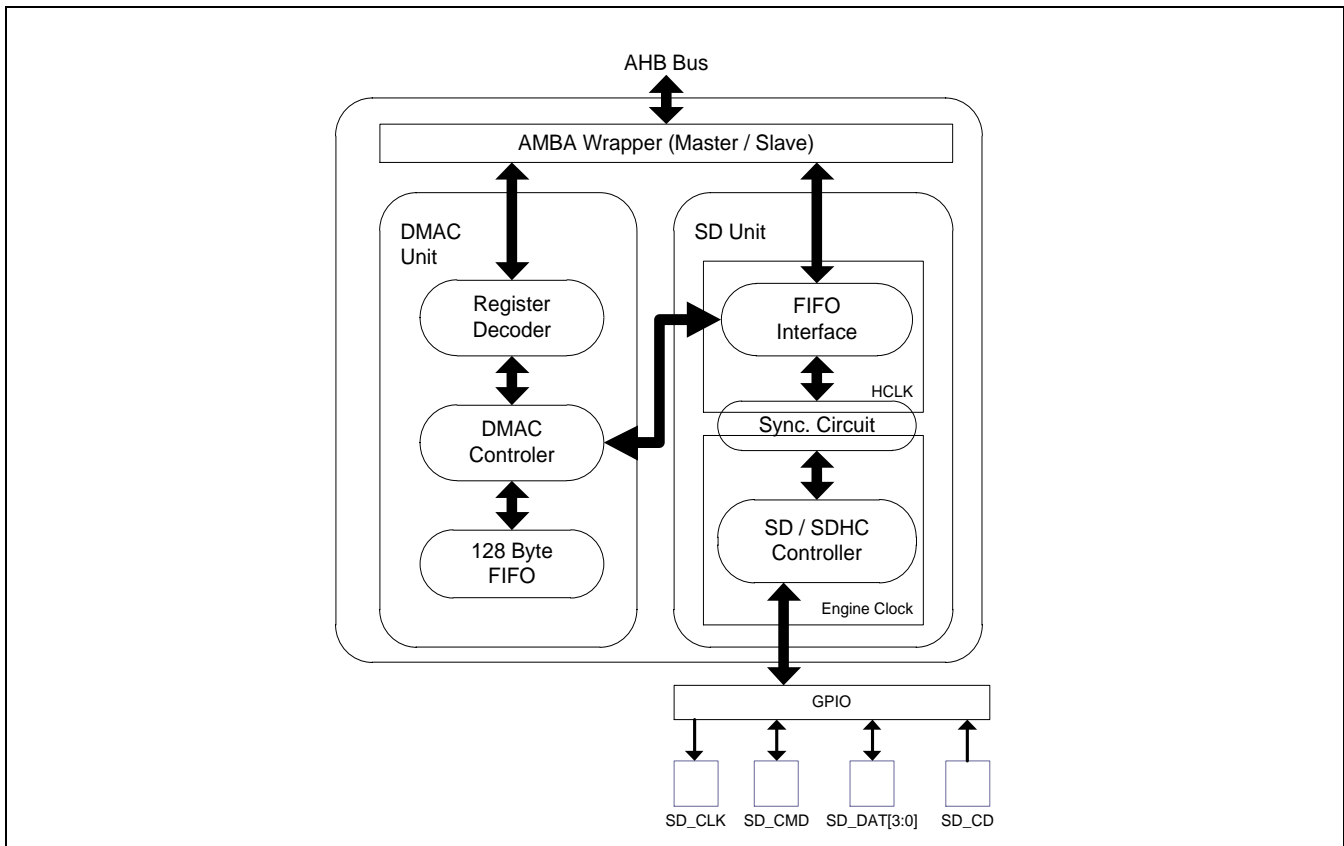 AHB Bus
AMBA Wrapper (Master / Slave)
DMAC
Unit
Register
Decoder
DMAC
Controler
128 Byte
FIFO
SD Unit
FIFO
Interface
HCLK
Sync. Circuit
SD / SDHC
Controller
Engine Clock
GPIO
SD_CLK
SD_CMD
SD_DAT[3:0]
SD_CD